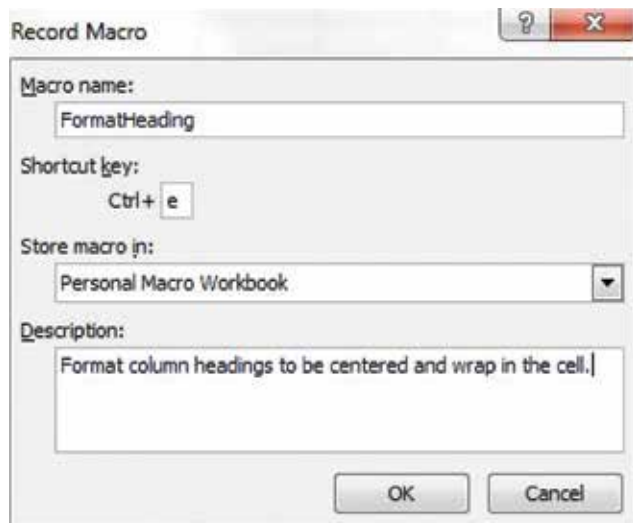 Record Macro
?
Macro name:
FormatHeading
Shortcut key:
Ctrl+ e
Store macro in:
Personal Macro Workbook
Description:
Format column headings to be centered and wrap in the cell.
OK Cancel